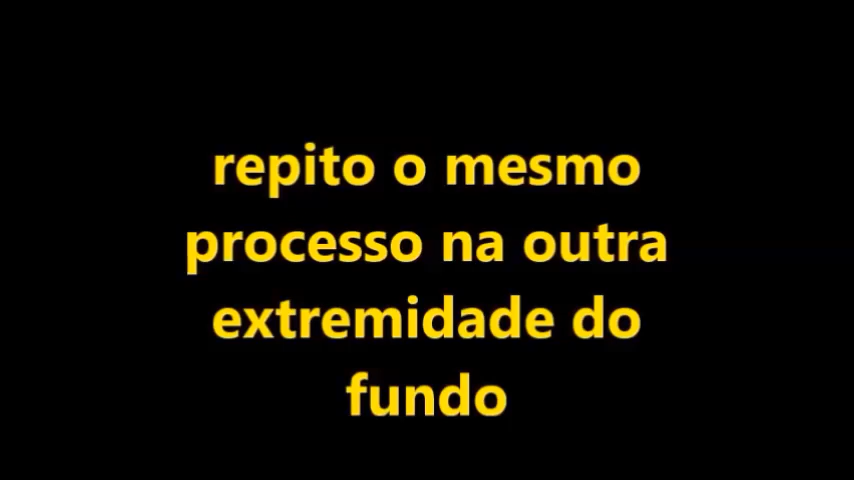 repito o mesmo
processo na outra
extremidade do
fundo